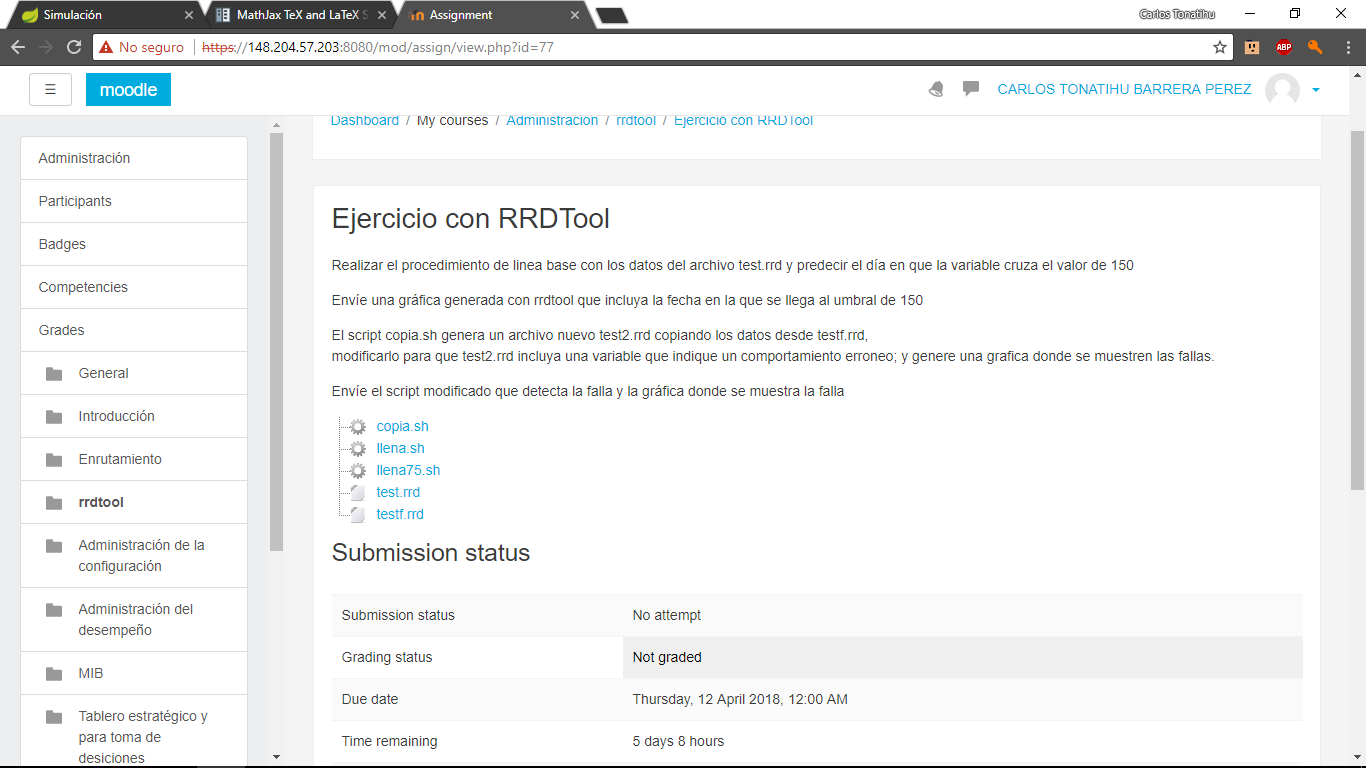 Simulación
MathJax TeX and LaTeX S
Assignment
Carlos Tonatihu
No seguro
https://148.204.57.203:8080/mod/assign/view.php?id=77
ABP
moodle
CARLOS TONATIHU BARRERA PEREZ
Dashboard / My courses / Administración / rrdtool / Ejercicio con RRDTool
Administración
Participants
Badges
Competencies
Grades
General
Introducción
Enrutamiento
rrdtool
Administración de la
configuración
Administración del
desempeño
MIB
Tablero estratégico y
para toma de
desiciones
Ejercicio con RRDTool
Realizar el procedimiento de linea base con los datos del archivo test.rrd y predecir el día en que la variable cruza el valor de 150
Envíe una gráfica generada con rrdtool que incluya la fecha en la que se llega al umbral de 150
El script copia.sh genera un archivo nuevo test2.rrd copiando los datos desde testf.rrd,
modificarlo para que test2.rrd incluya una variable que indique un comportamiento erroneo; y genere una grafica donde se muestren las fallas.
Envíe el script modificado que detecta la falla y la gráfica donde se muestra la falla
copia.sh
llena.sh
llena75.sh
test.rrd
testf.rrd
Submission status
Submission status No attempt
Grading status Not graded
Due date Thursday, 12 April 2018, 12:00 AM
Time remaining 5 days 8 hours